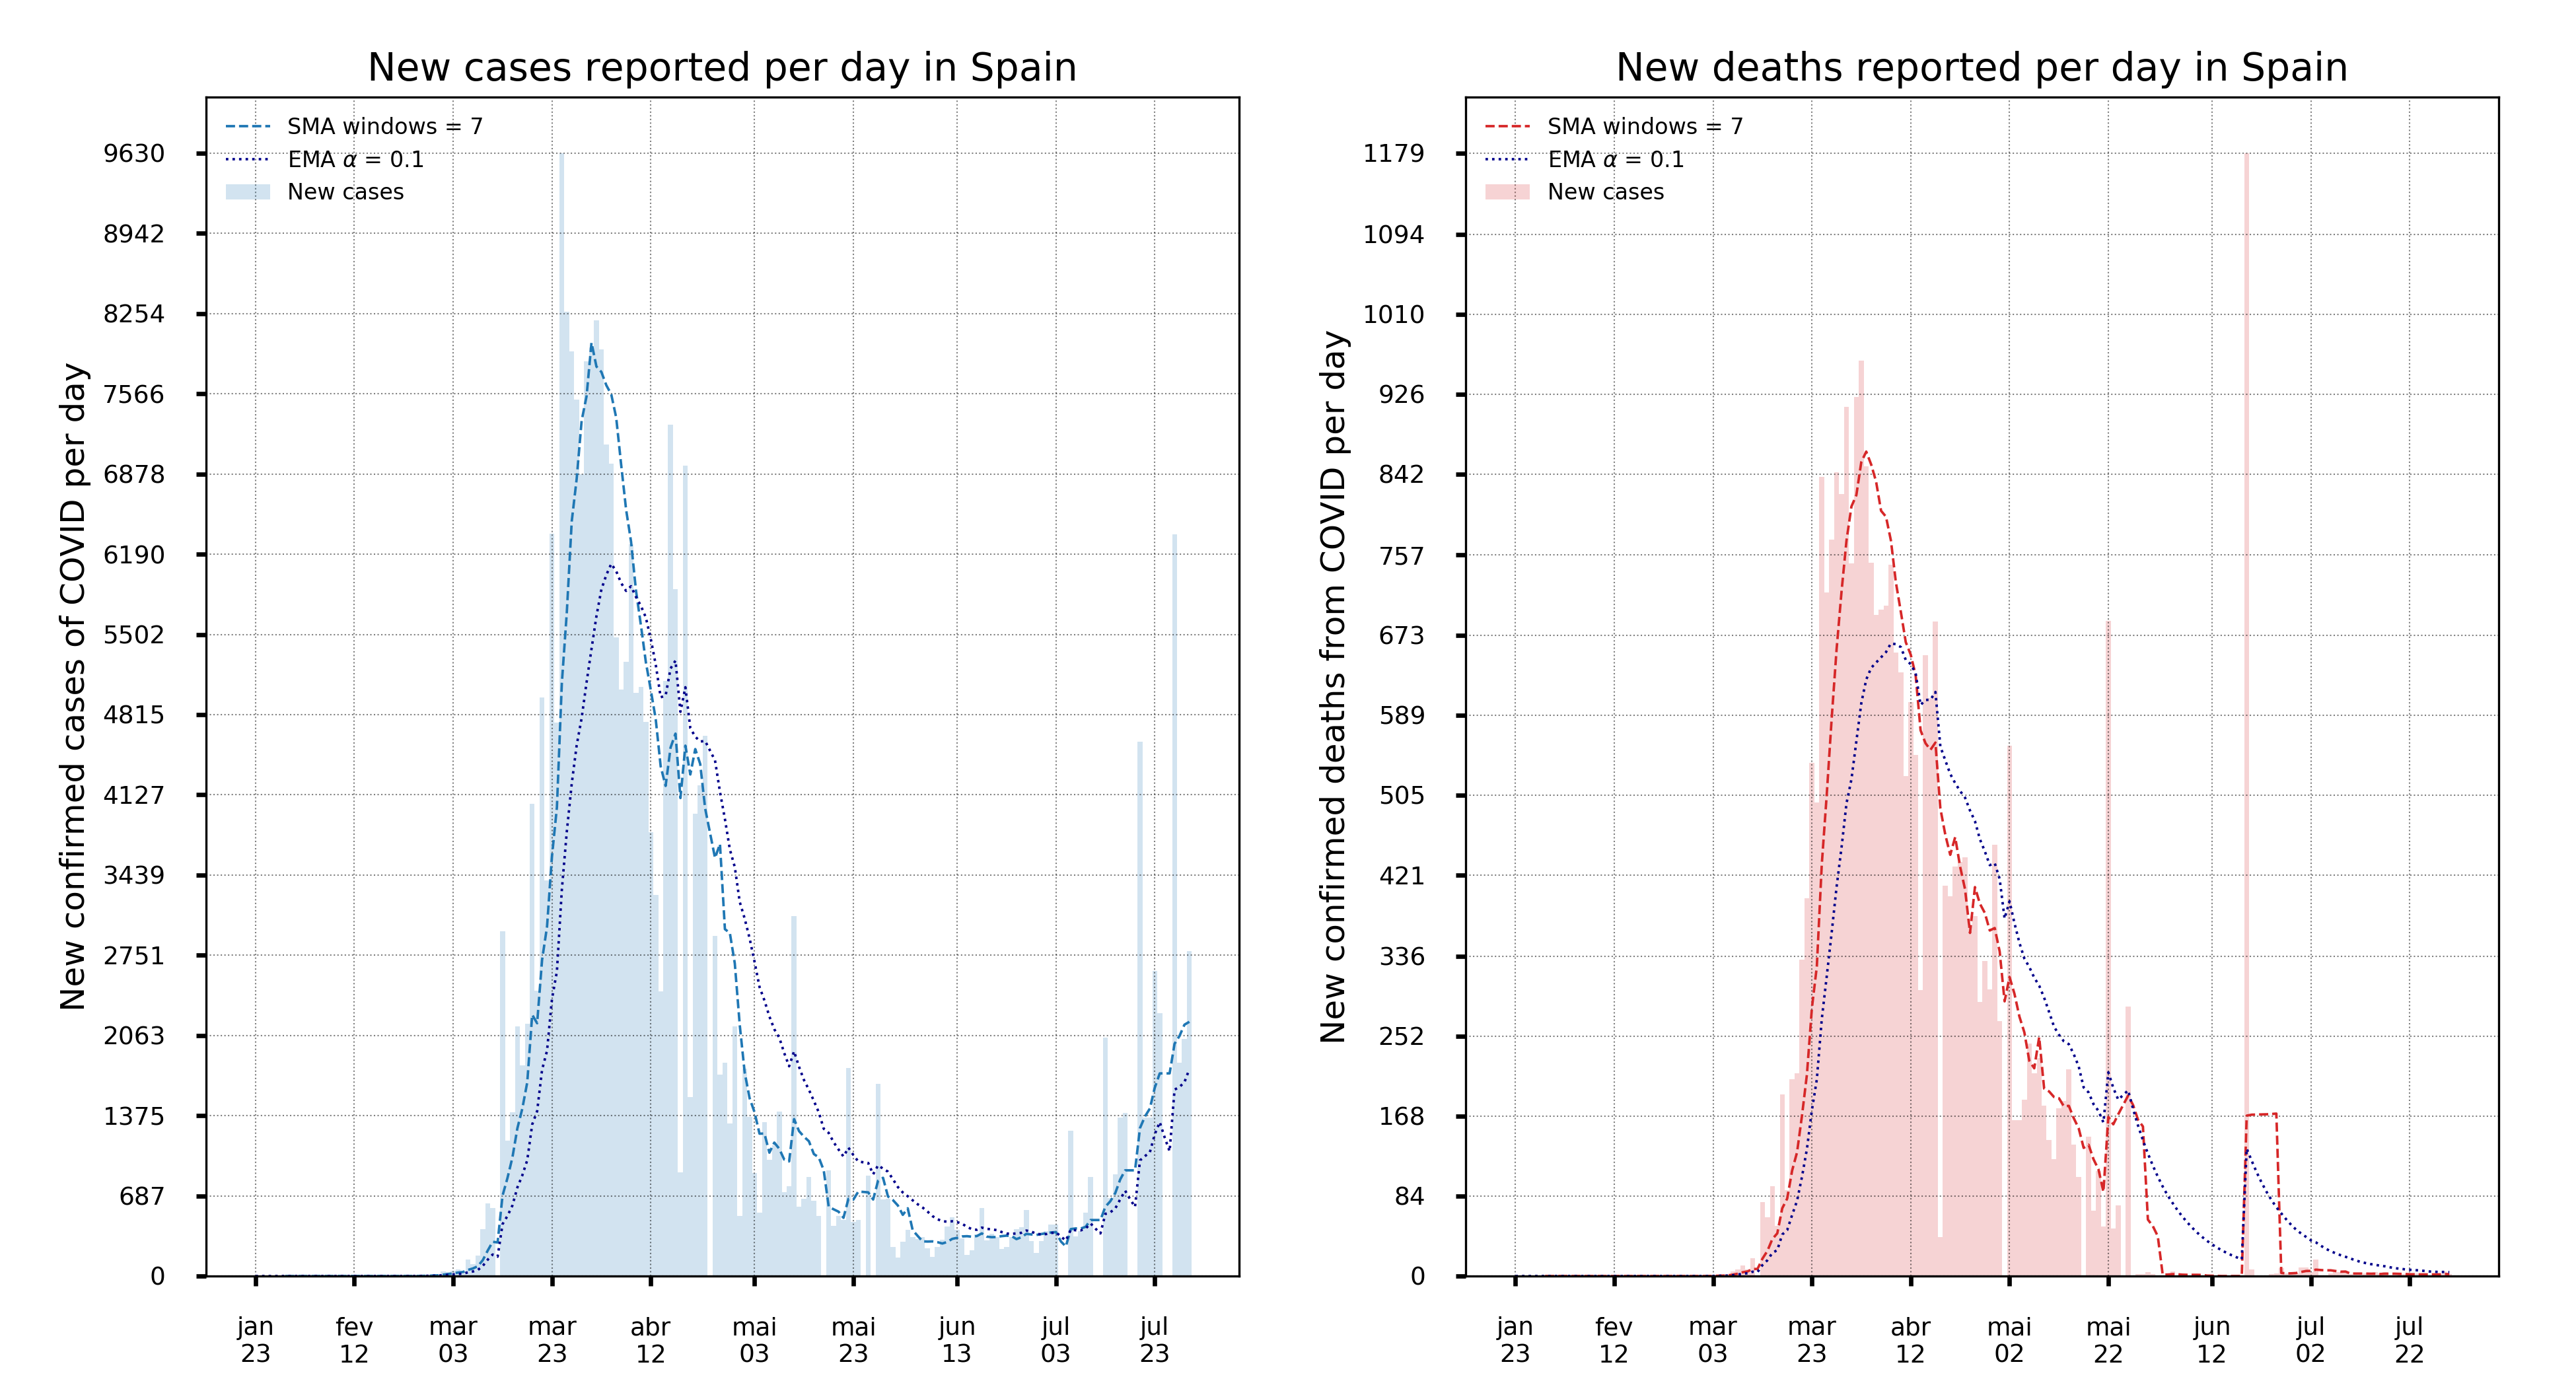 New cases reported per day in Spain
New confirmed cases of COVID per day
SMA windows = 7
EMA α = 0.1
New cases
9630
8942
8254
7566
6878
6190
5502
4815
4127
3439
2751
2063
1375
687
0
jan 23
fev 12
mar 03
mar 23
abr 12
mai 03
mai 23
jun 13
jul 03
jul 23
New deaths reported per day in Spain
New confirmed deaths from COVID per day
SMA windows = 7
EMA α = 0.1
New cases
1179
1094
1010
926
842
757
673
589
505
421
336
252
168
84
0
jan 23
fev 12
mar 03
mar 23
abr 12
mai 02
mai 22
jun 12
jul 02
jul 22